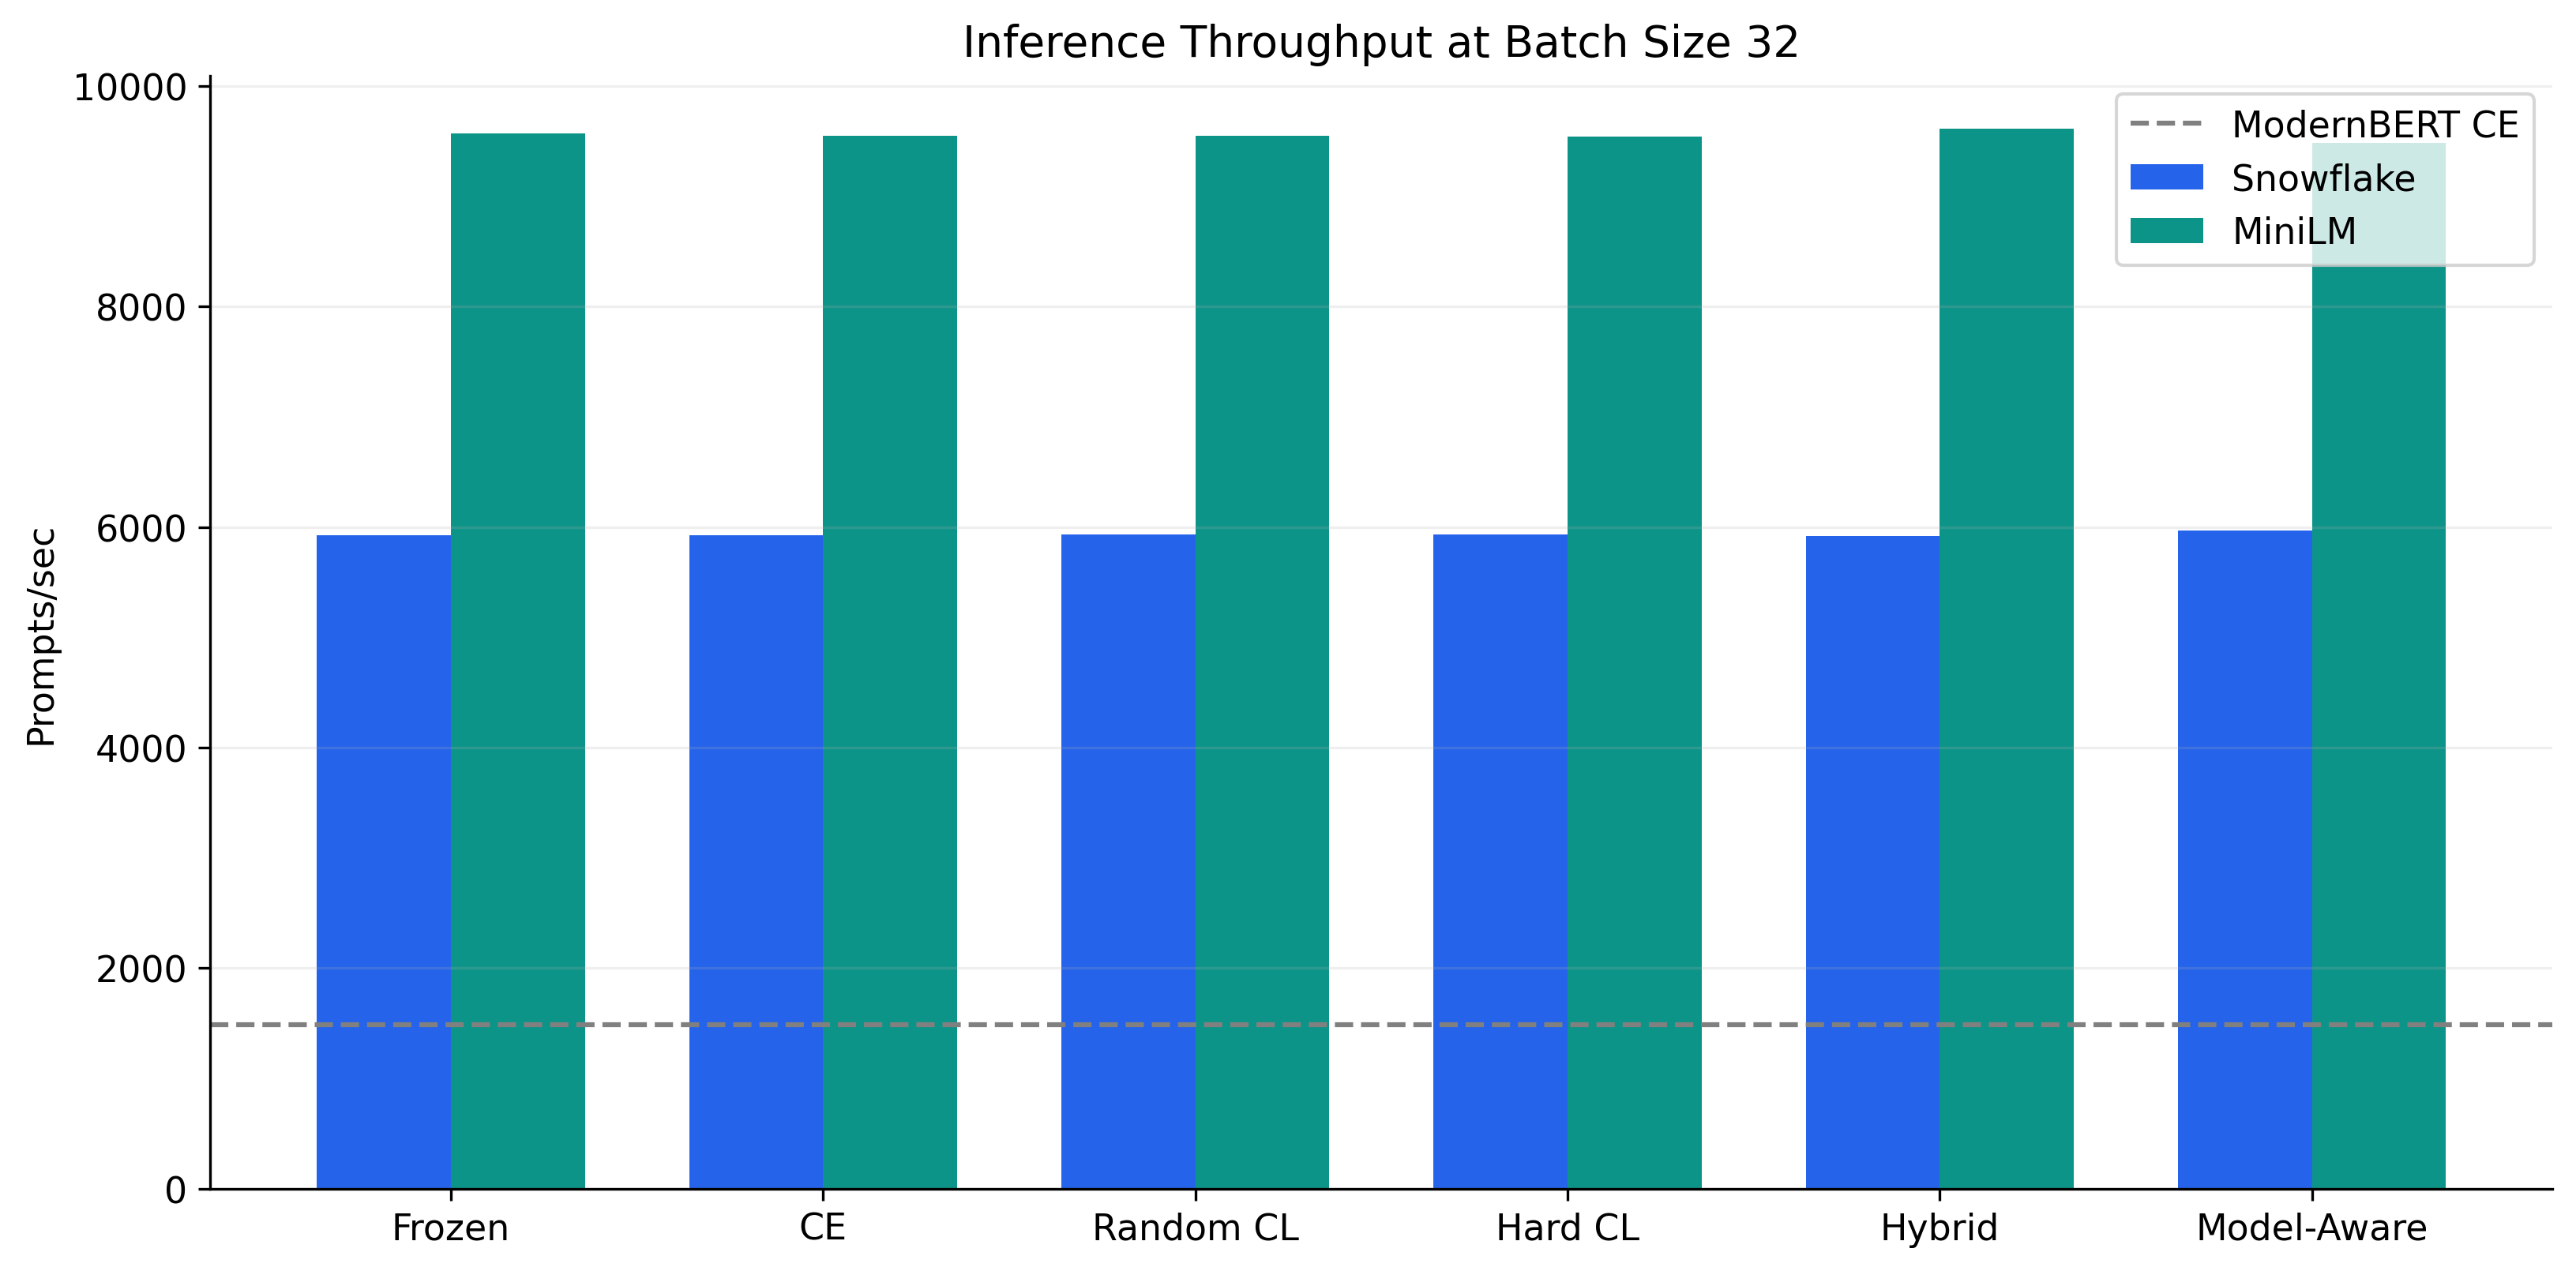 Inference Throughput at Batch Size 32
10000
8000
6000
4000
2000
0
Prompts/sec
ModernBERT CE
Snowflake
MiniLM
Frozen
CE
Random CL
Hard CL
Hybrid
Model-Aware